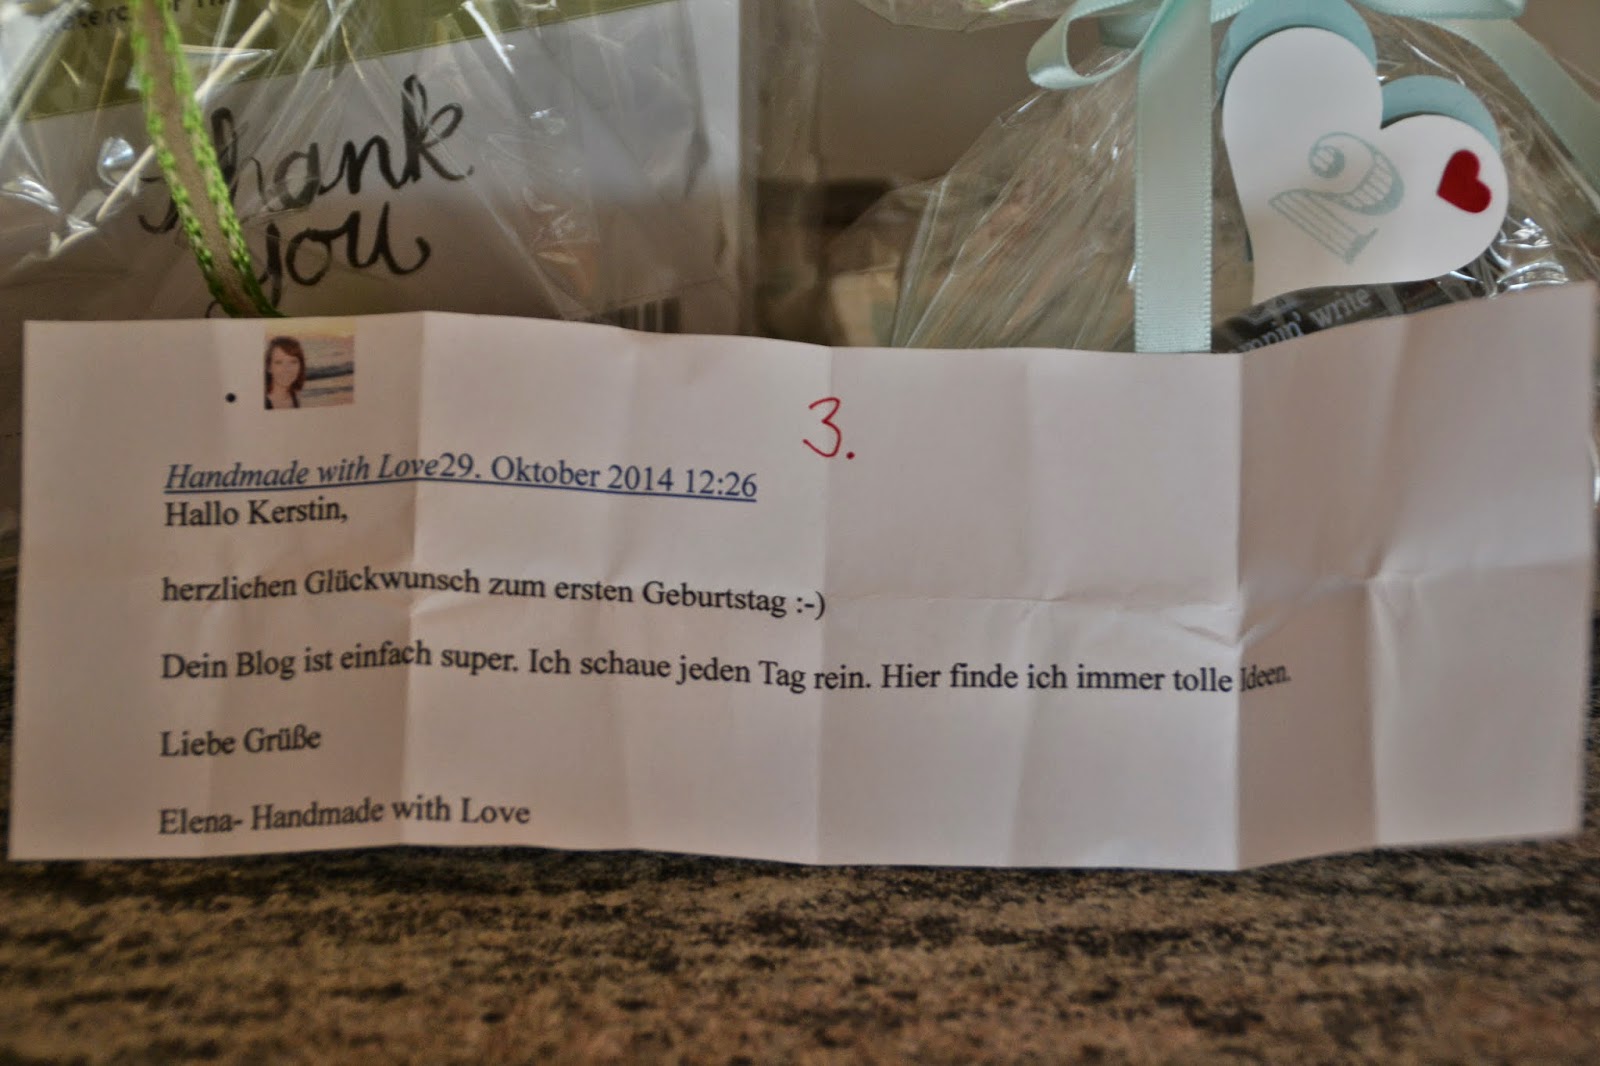 Thank
you
2
write
3.
Handmade with Love29. Oktober 2014 12:26
Hallo Kerstin,
herzlichen Glückwunsch zum ersten Geburtstag :-)
Dein Blog ist einfach super. Ich schaue jeden Tag rein. Hier finde ich immer tolle Ideen.
Liebe Grüße
Elena- Handmade with Love